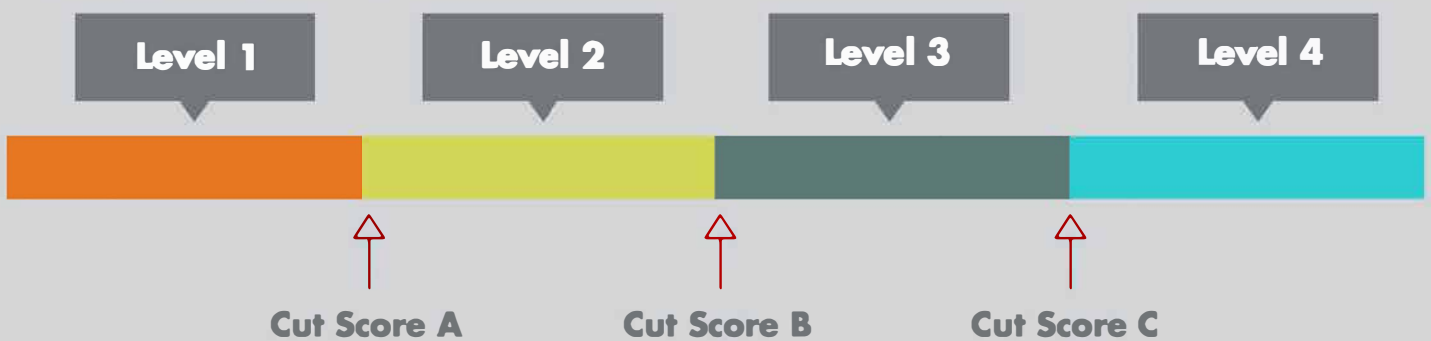 Level 1
Level 2
Level 3
Level 4
Cut Score A
Cut Score B
Cut Score C